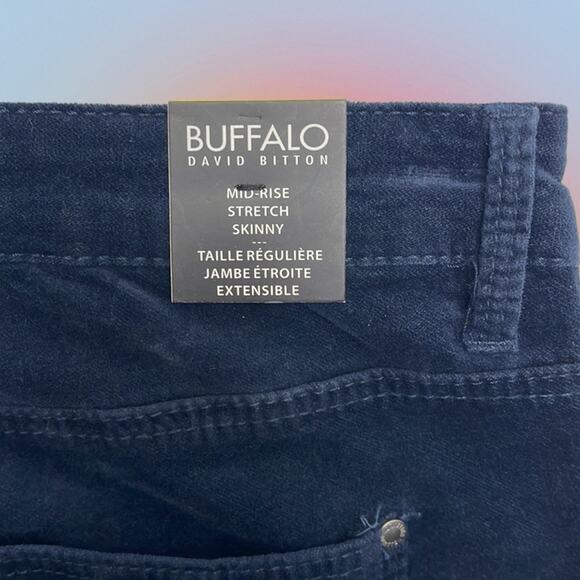 BUFFALO
DAVID BITTON
MID-RISE
STRETCH
SKINNY
---
TAILLE RÉGULIÈRE
JAMBE ÉTROITE
EXTENSIBLE